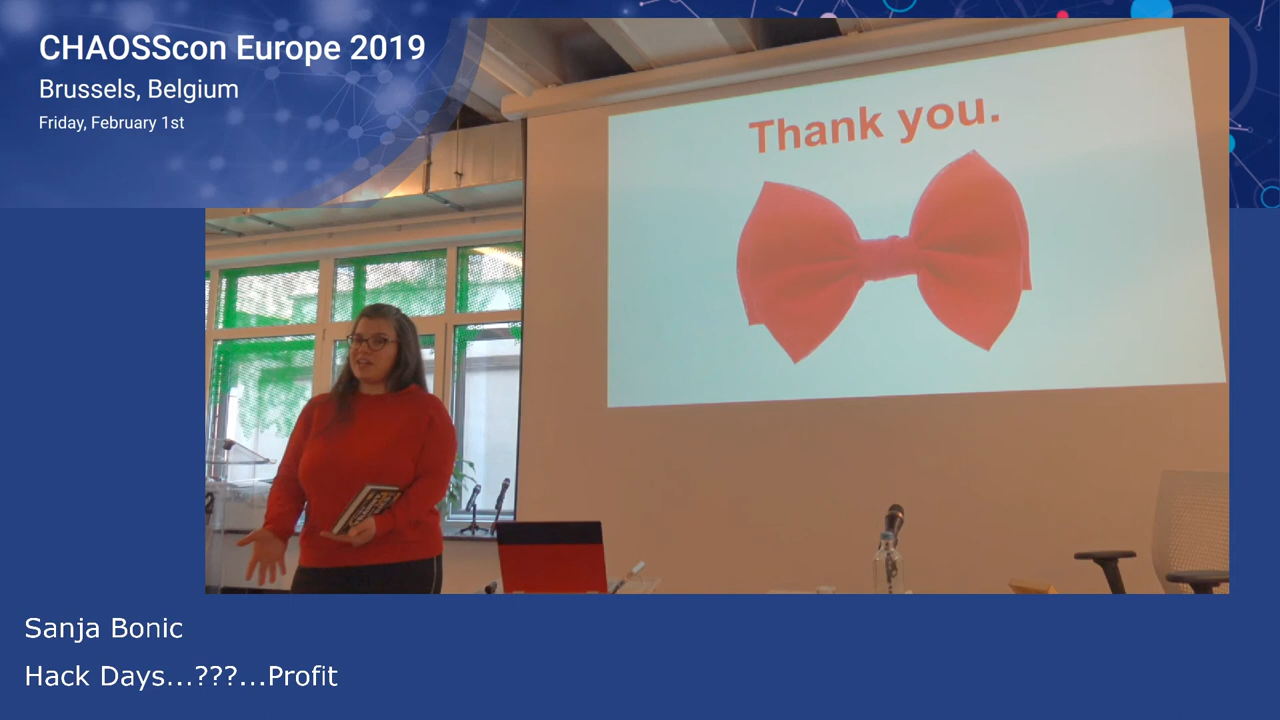 CHAOSScon Europe 2019
Brussels, Belgium
Friday, February 1st
Thank you.
Sanja Bonic
Hack Days...???...Profit